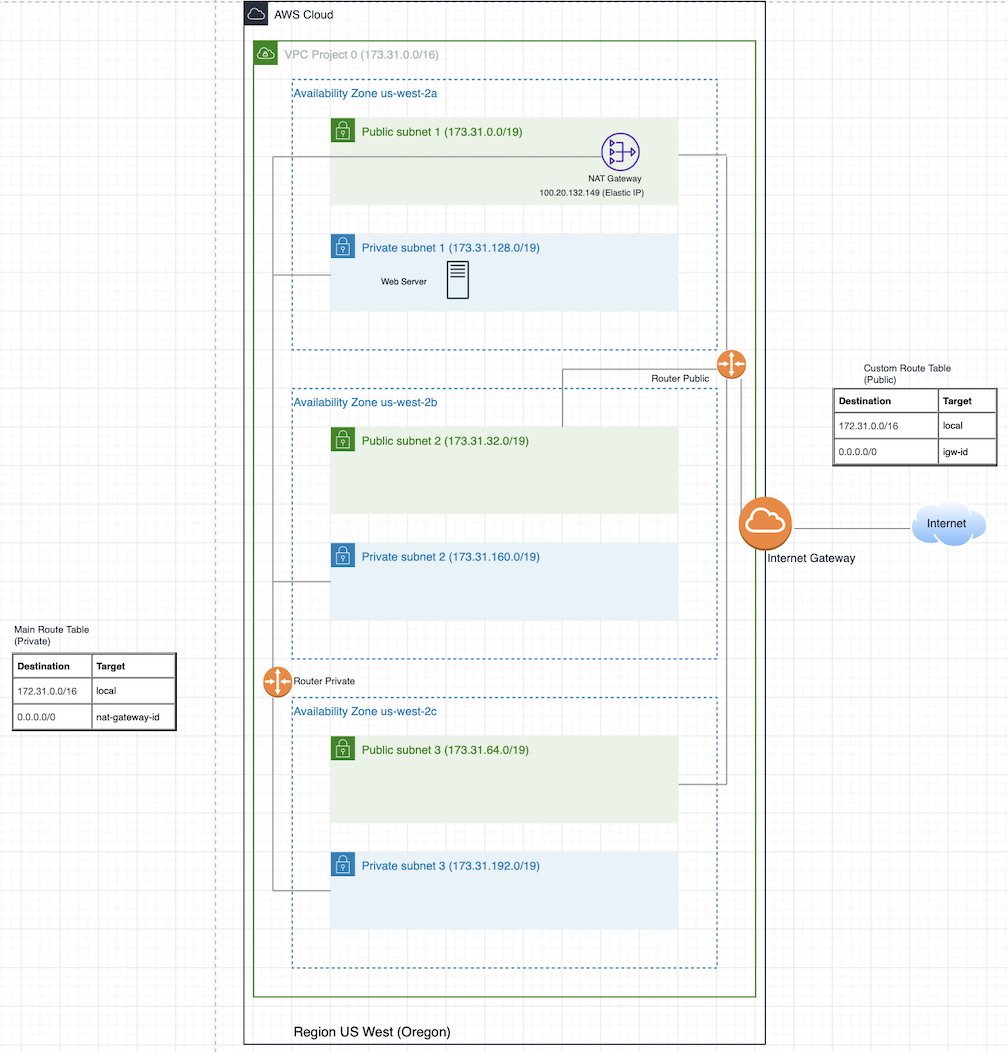 AWS Cloud
VPC Project 0 (173.31.0.0/16)
Availability Zone us-west-2a
Public subnet 1 (173.31.0.0/19)
NAT Gateway
100.20.132.149 (Elastic IP)
Private subnet 1 (173.31.128.0/19)
Web Server
Router Public
Custom Route Table
(Public)
Destination Target
172.31.0.0/16 local
0.0.0.0/0 igw-id
Availability Zone us-west-2b
Public subnet 2 (173.31.32.0/19)
Internet
Private subnet 2 (173.31.160.0/19)
Internet Gateway
Main Route Table
(Private)
Destination Target
172.31.0.0/16 local
0.0.0.0/0 nat-gateway-id
Router Private
Availability Zone us-west-2c
Public subnet 3 (173.31.64.0/19)
Private subnet 3 (173.31.192.0/19)
Region US West (Oregon)